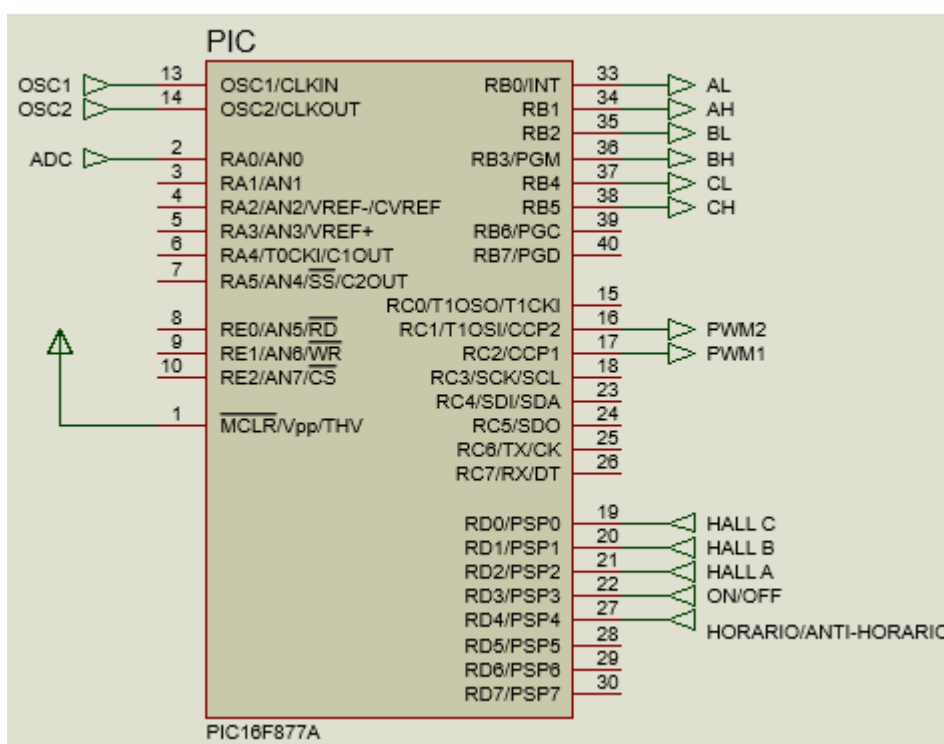 PIC
OSC1 13 OSC1/CLKIN
OSC2 14 OSC2/CLKOUT
ADC 2 RA0/AN0
3 RA1/AN1
4 RA2/AN2/VREF-/CVREF
5 RA3/AN3/VREF+
6 RA4/T0CKI/C1OUT
7 RA5/AN4/SS/C2OUT
8 RE0/AN5/RD
9 RE1/AN6/WR
10 RE2/AN7/CS
1 MCLR/Vpp/THV
RB0/INT 33 AL
RB1 34 AH
RB2 35 BL
RB3/PGM 36 BH
RB4 37 CL
RB5 38 CH
RB6/PGC 39
RB7/PGD 40
RC0/T1OSO/T1CKI 15
RC1/T1OSI/CCP2 16 PWM2
RC2/CCP1 17 PWM1
RC3/SCK/SCL 18
RC4/SDI/SDA 23
RC5/SDO 24
RC6/TX/CK 25
RC7/RX/DT 26
RD0/PSP0 19 HALL C
RD1/PSP1 20 HALL B
RD2/PSP2 21 HALL A
RD3/PSP3 22 ON/OFF
RD4/PSP4 27 HORARIO/ANTI-HORARIO
RD5/PSP5 28
RD6/PSP6 29
RD7/PSP7 30
PIC16F877A